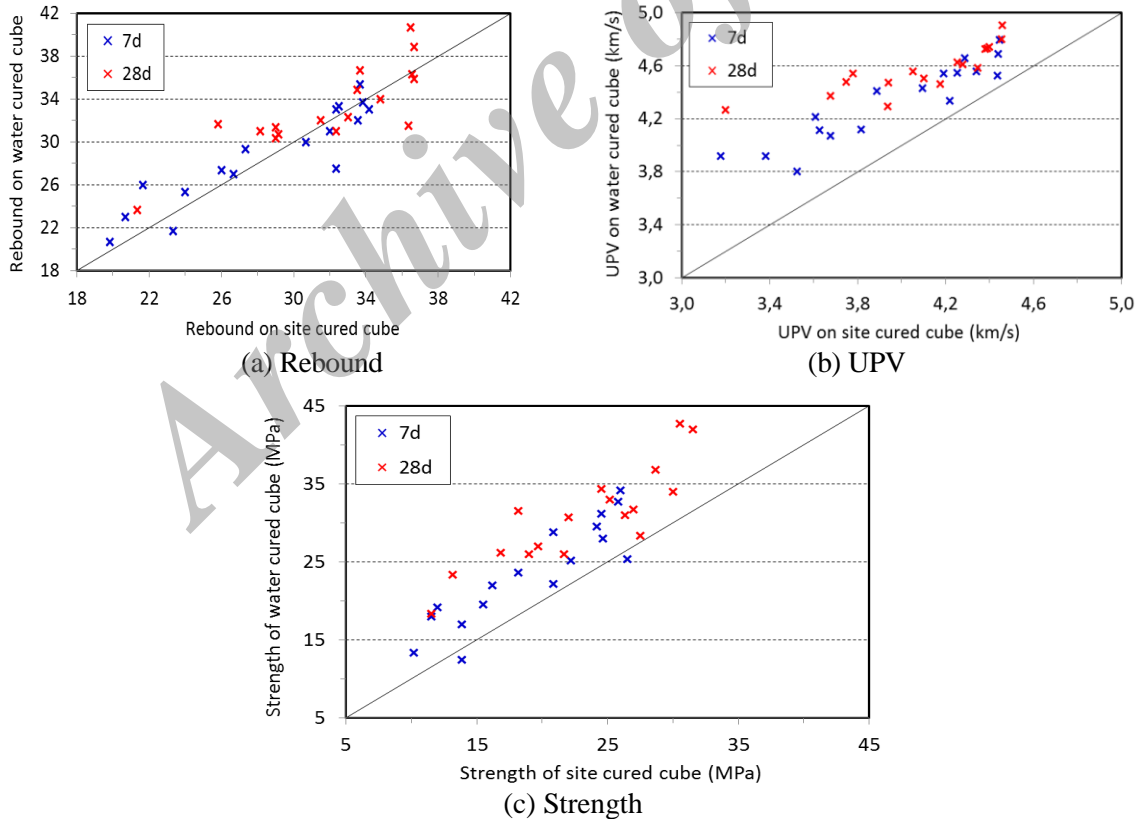 42
38
34
30
26
22
18
18 22 26 30 34 38 42
7d
28d
Rebound on water cured cube
Rebound on site cured cube
(a) Rebound
5,0
4,6
4,2
3,8
3,4
3,0
3,0 3,4 3,8 4,2 4,6 5,0
7d
28d
UPV on water cured cube (km/s)
UPV on site cured cube (km/s)
(b) UPV
45
35
25
15
5
5 15 25 35 45
7d
28d
Strength of water cured cube (MPa)
Strength of site cured cube (MPa)
(c) Strength
Archive of